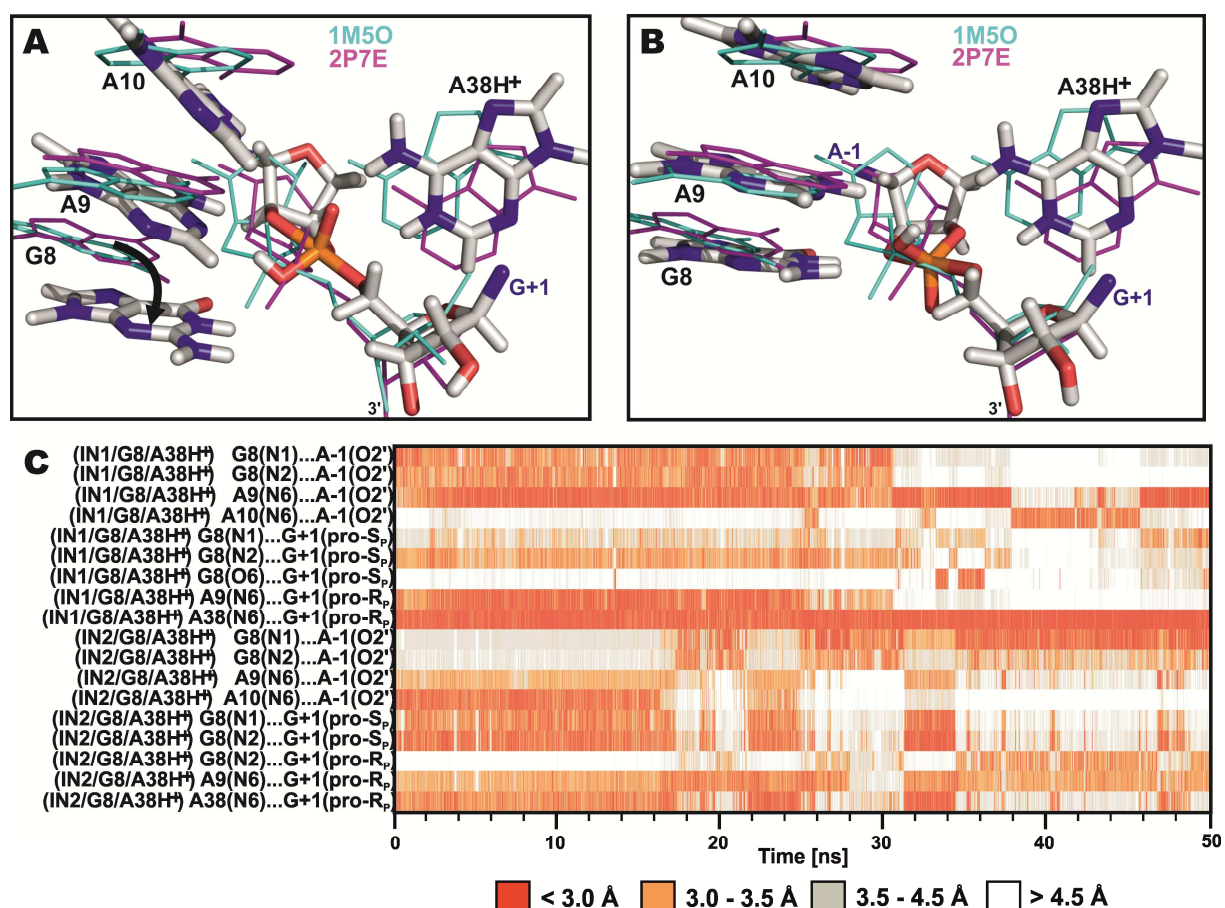 A
1M5O
2P7E
A10
A38H+
A9
G8
G+1
3'
B
1M5O
2P7E
A10
A38H+
A-1
A9
G8
G+1
3'
C
(IN1/G8/A38H+) G8(N1)...A-1(O2')
(IN1/G8/A38H+) G8(N2)...A-1(O2')
(IN1/G8/A38H+) A9(N6)...A-1(O2')
(IN1/G8/A38H+) A10(N6)...A-1(O2')
(IN1/G8/A38H+) G8(N1)...G+1(pro-SP)
(IN1/G8/A38H+) G8(N2)...G+1(pro-SP)
(IN1/G8/A38H+) G8(O6)...G+1(pro-SP)
(IN1/G8/A38H+) A9(N6)...G+1(pro-RP)
(IN1/G8/A38H+) A38(N6)...G+1(pro-RP)
(IN2/G8/A38H+) G8(N1)...A-1(O2')
(IN2/G8/A38H+) G8(N2)...A-1(O2')
(IN2/G8/A38H+) A9(N6)...A-1(O2')
(IN2/G8/A38H+) A10(N6)...A-1(O2')
(IN2/G8/A38H+) G8(N1)...G+1(pro-SP)
(IN2/G8/A38H+) G8(N2)...G+1(pro-SP)
(IN2/G8/A38H+) G8(N2)...G+1(pro-RP)
(IN2/G8/A38H+) A9(N6)...G+1(pro-RP)
(IN2/G8/A38H+) A38(N6)...G+1(pro-RP)
0 10 20 30 40 50
Time [ns]
< 3.0 Å 3.0 - 3.5 Å 3.5 - 4.5 Å > 4.5 Å